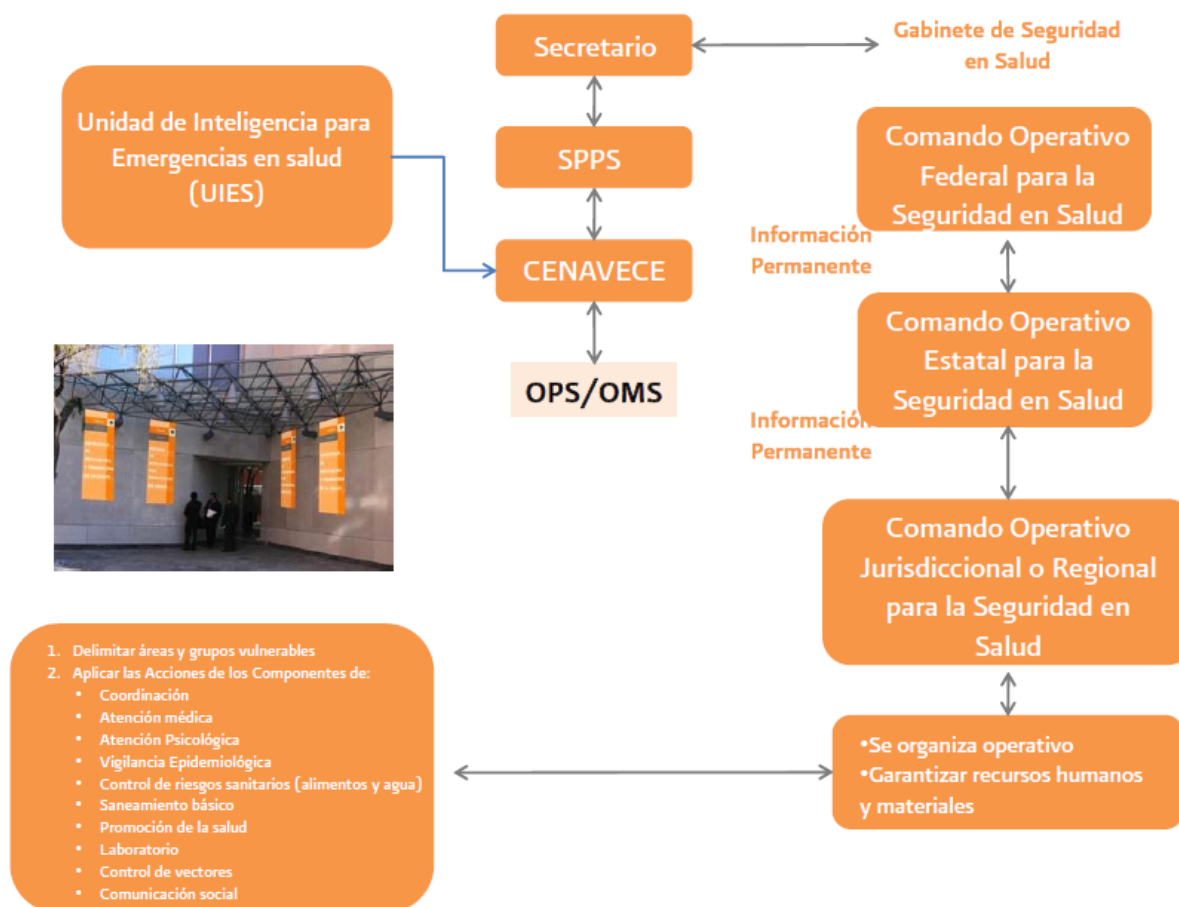 Secretario
Gabinete de Seguridad
en Salud
Unidad de Inteligencia para
Emergencias en salud
(UIES)
SPPS
CENAVECE
OPS/OMS
Comando Operativo
Federal para la
Seguridad en Salud
Información
Permanente
Comando Operativo
Estatal para la
Seguridad en Salud
Información
Permanente
Comando Operativo
Jurisdiccional o Regional
para la Seguridad en
Salud
•Se organiza operativo
•Garantizar recursos humanos
y materiales
1. Delimitar áreas y grupos vulnerables
2. Aplicar las Acciones de los Componentes de:
• Coordinación
• Atención médica
• Atención Psicológica
• Vigilancia Epidemiológica
• Control de riesgos sanitarios (alimentos y agua)
• Saneamiento básico
• Promoción de la salud
• Laboratorio
• Control de vectores
• Comunicación social